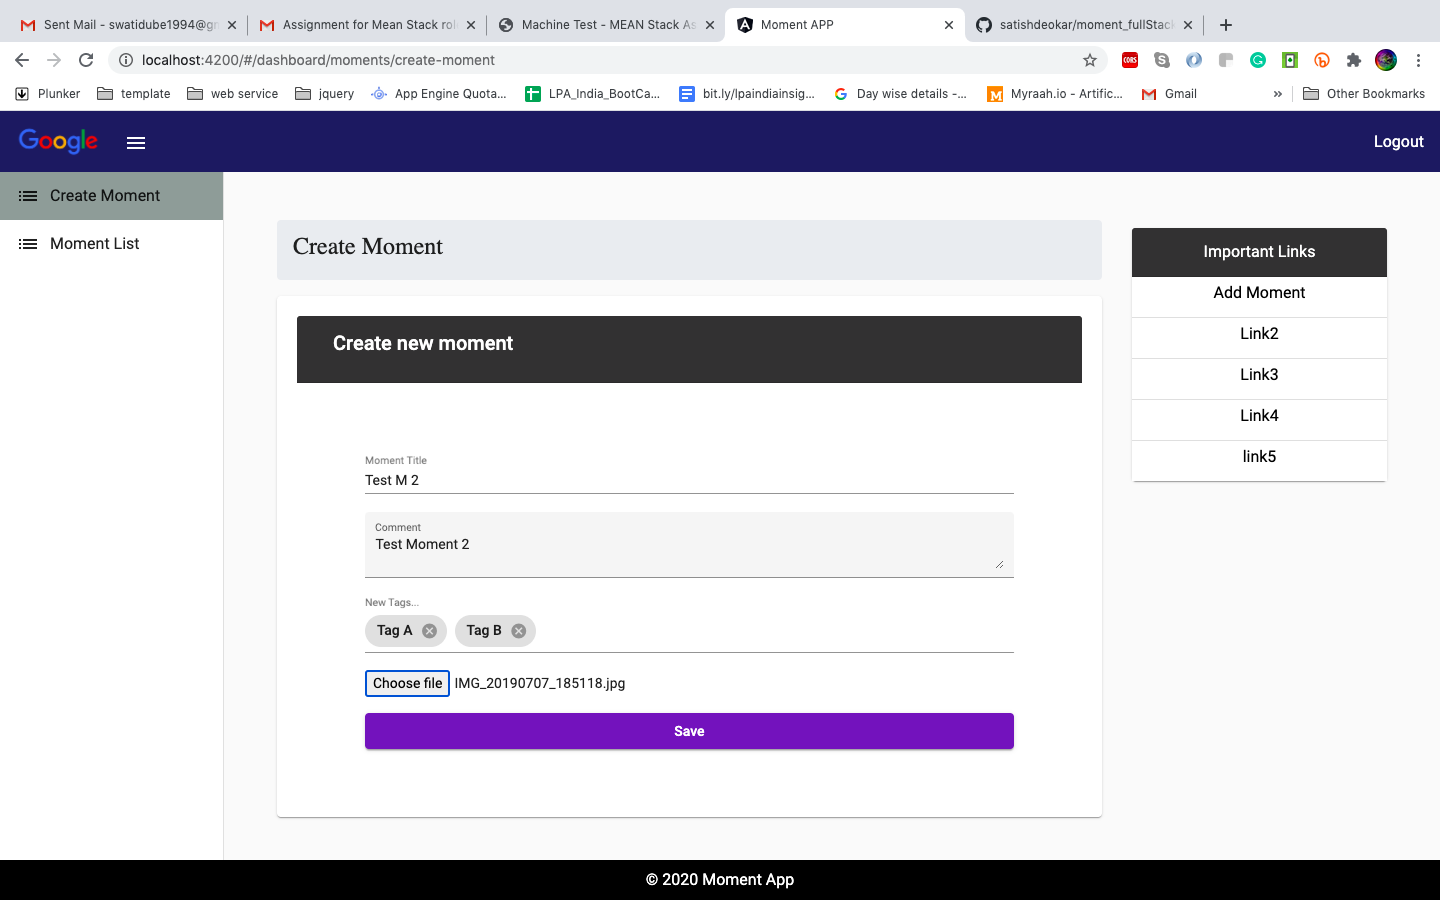 Sent Mail - swatidube1994@g
Assignment for Mean Stack rol
Machine Test - MEAN Stack As
Moment APP
satishdeokar/moment_fullStack
localhost:4200/#/dashboard/moments/create-moment
CORS
Plunker
template
web service
jquery
App Engine Quota...
LPA_India_BootCa...
bit.ly/lpaindiainsig...
Day wise details -...
Myraah.io - Artific...
Gmail
»
Other Bookmarks
Google
Logout
Create Moment
Moment List
Create Moment
Create new moment
Moment Title
Test M 2
Comment
Test Moment 2
New Tags...
Tag A
Tag B
Choose file IMG_20190707_185118.jpg
Save
Important Links
Add Moment
Link2
Link3
Link4
link5
© 2020 Moment App